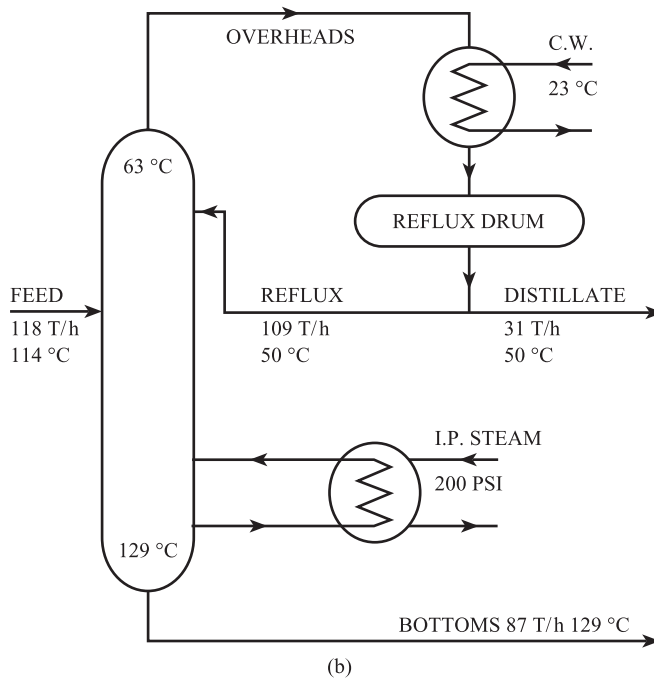 OVERHEADS
C.W.
23 °C
63 °C
REFLUX DRUM
FEED
118 T/h
114 °C
REFLUX
109 T/h
50 °C
DISTILLATE
31 T/h
50 °C
I.P. STEAM
200 PSI
129 °C
BOTTOMS 87 T/h 129 °C
(b)